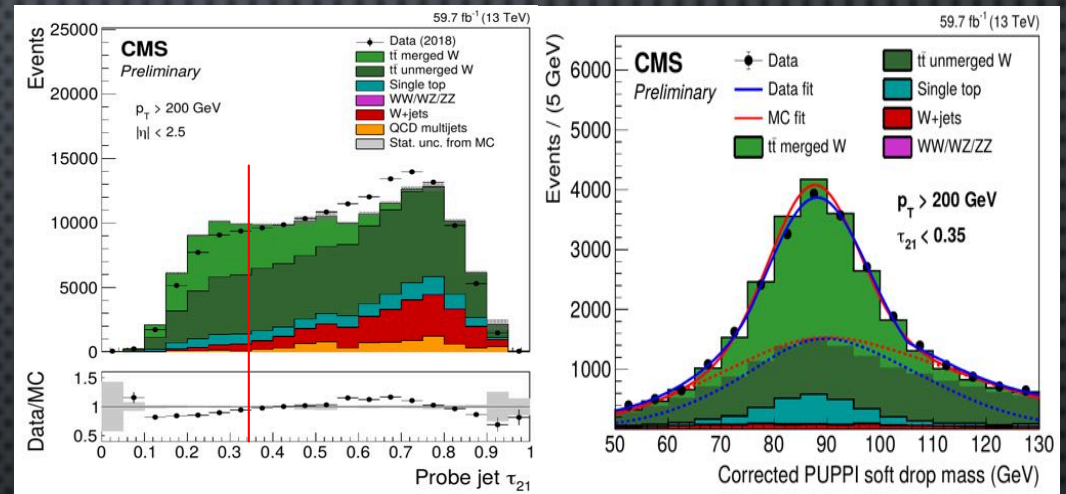 59.7 fb⁻¹ (13 TeV)
Events
25000
20000
15000
10000
5000
0
CMS
Preliminary
p_T > 200 GeV
|η| < 2.5
Data (2018)
tt̄ merged W
tt̄ unmerged W
Single top
WW/WZ/ZZ
W+jets
QCD multijets
Stat. unc. from MC
Data/MC
1.5
1
0.5
0 0.1 0.2 0.3 0.4 0.5 0.6 0.7 0.8 0.9 1
Probe jet τ₂₁
59.7 fb⁻¹ (13 TeV)
Events / (5 GeV)
6000
5000
4000
3000
2000
1000
CMS
Preliminary
Data
Data fit
MC fit
tt̄ merged W
tt̄ unmerged W
Single top
W+jets
WW/WZ/ZZ
p_T > 200 GeV
τ₂₁ < 0.35
50 60 70 80 90 100 110 120 130
Corrected PUPPI soft drop mass (GeV)